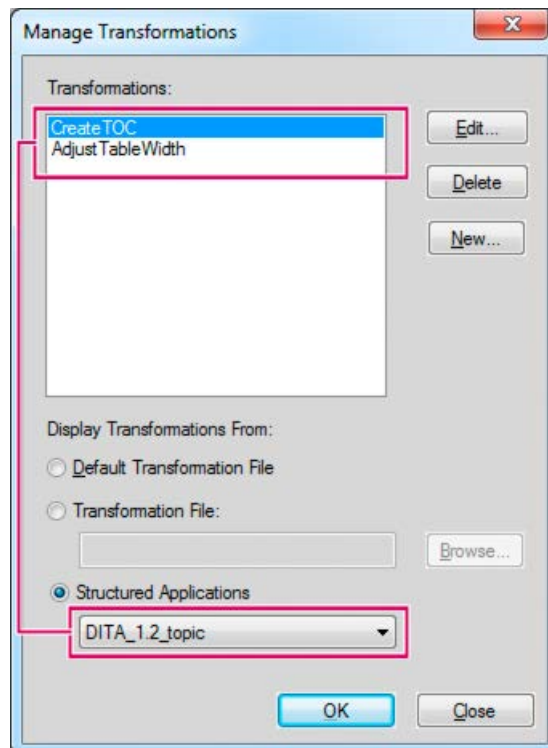 Manage Transformations
Transformations:
CreateTOC
AdjustTableWidth
Edit...
Delete
New...
Display Transformations From:
Default Transformation File
Transformation File:
Browse...
Structured Applications
DITA_1.2_topic
OK
Close